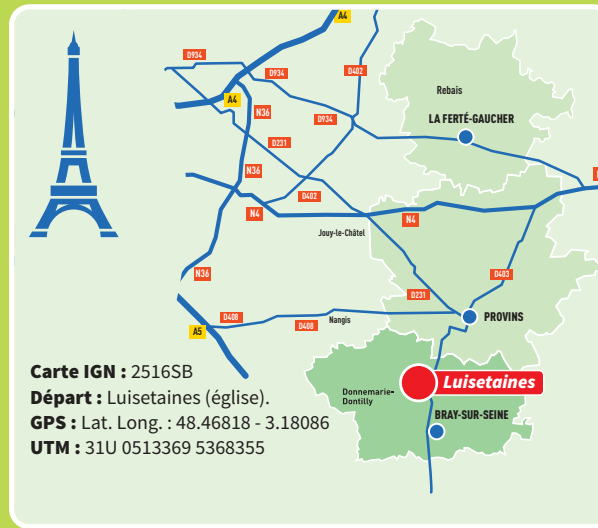 A4
D934
D934
D402
A4
Rebais
N36
D934
LA FERTÉ-GAUCHER
D231
N36
D402
N4
N4
Jouy-le-Châtel
N36
D403
D231
D408
D408
Nangis
PROVINS
A5
Carte IGN : 2516SB
Départ : Luisetaines (église).
GPS : Lat. Long. : 48.46818 - 3.18086
UTM : 31U 0513369 5368355
Luisetaines
Donnemarie-
Dontilly
BRAY-SUR-SEINE